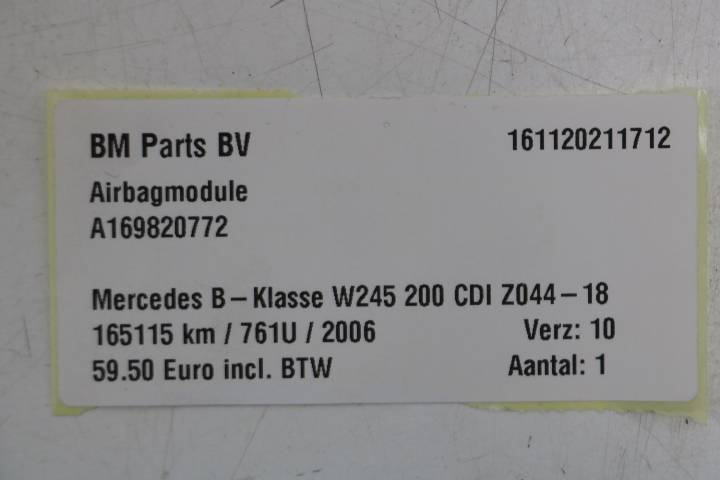 BM Parts BV 161120211712
Airbagmodule
A169820772
Mercedes B-Klasse W245 200 CDI Z044-18
165115 km / 761U / 2006 Verz: 10
59.50 Euro incl. BTW Aantal: 1